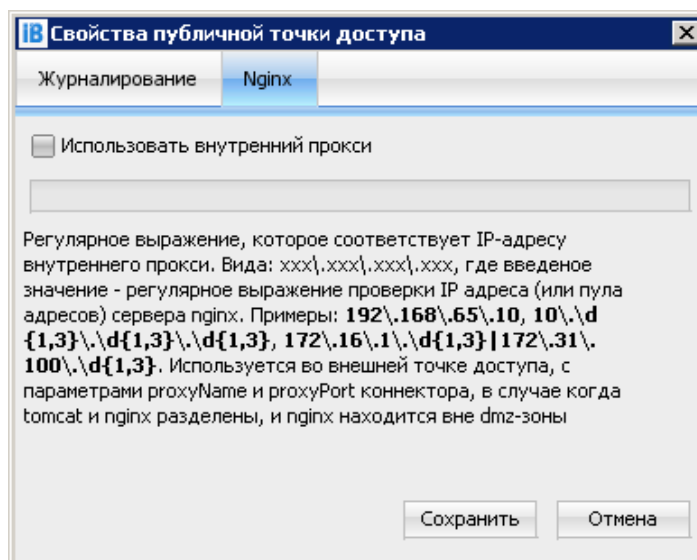 iB Свойства публичной точки доступа
Журналирование Nginx
Использовать внутренний прокси
Регулярное выражение, которое соответствует IP-адресу
внутреннего прокси. Вида: xxx\.xxx\.xxx\.xxx, где введеное
значение - регулярное выражение проверки IP адреса (или пула
адресов) сервера nginx. Примеры: 192\.168\.65\.10, 10\.\d
{1,3}\.\d{1,3}\.\d{1,3}, 172\.16\.1\.\d{1,3}|172\.31\.
100\.\d{1,3}. Используется во внешней точке доступа, с
параметрами proxyName и proxyPort коннектора, в случае когда
tomcat и nginx разделены, и nginx находится вне dmz-зоны
Сохранить Отмена